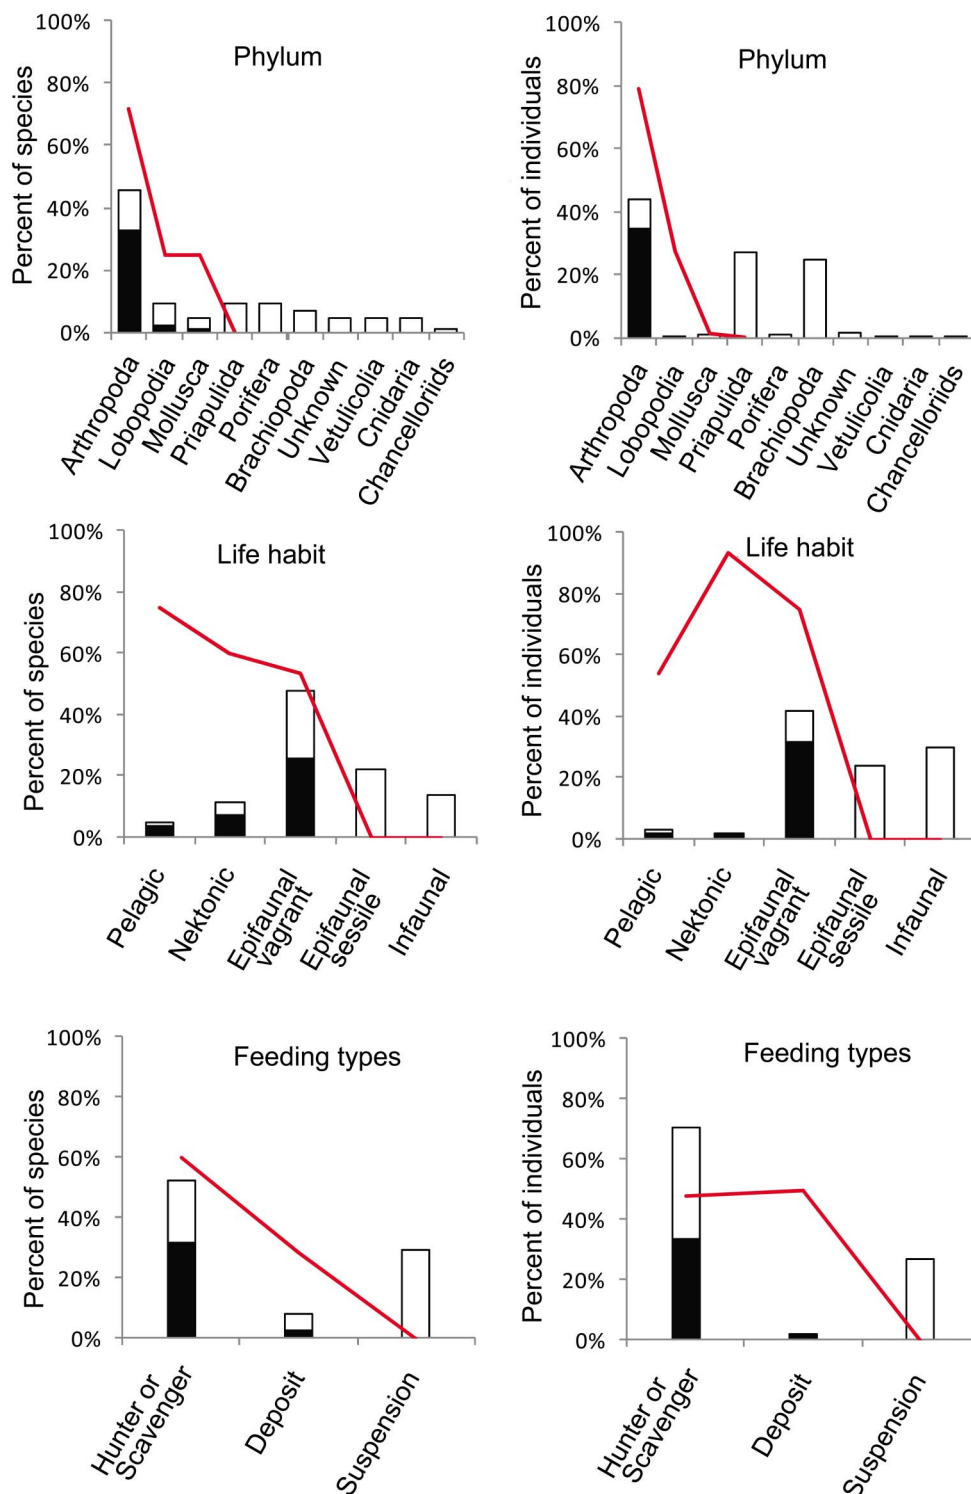 Phylum
Percent of species
100%
80%
60%
40%
20%
0%
Arthropoda
Lobopodia
Mollusca
Priapulida
Porifera
Brachiopoda
Unknown
Vetulicolia
Cnidaria
Chancelloriids
Phylum
Percent of individuals
100%
80%
60%
40%
20%
0%
Arthropoda
Lobopodia
Mollusca
Priapulida
Porifera
Brachiopoda
Unknown
Vetulicolia
Cnidaria
Chancelloriids
Life habit
Percent of species
100%
80%
60%
40%
20%
0%
Pelagic
Nektonic
Epifaunal
vagrant
Epifaunal
sessile
Infaunal
Life habit
Percent of individuals
100%
80%
60%
40%
20%
0%
Pelagic
Nektonic
Epifaunal
vagrant
Epifaunal
sessile
Infaunal
Feeding types
Percent of species
100%
80%
60%
40%
20%
0%
Hunter or
Scavenger
Deposit
Suspension
Feeding types
Percent of individuals
100%
80%
60%
40%
20%
0%
Hunter or
Scavenger
Deposit
Suspension